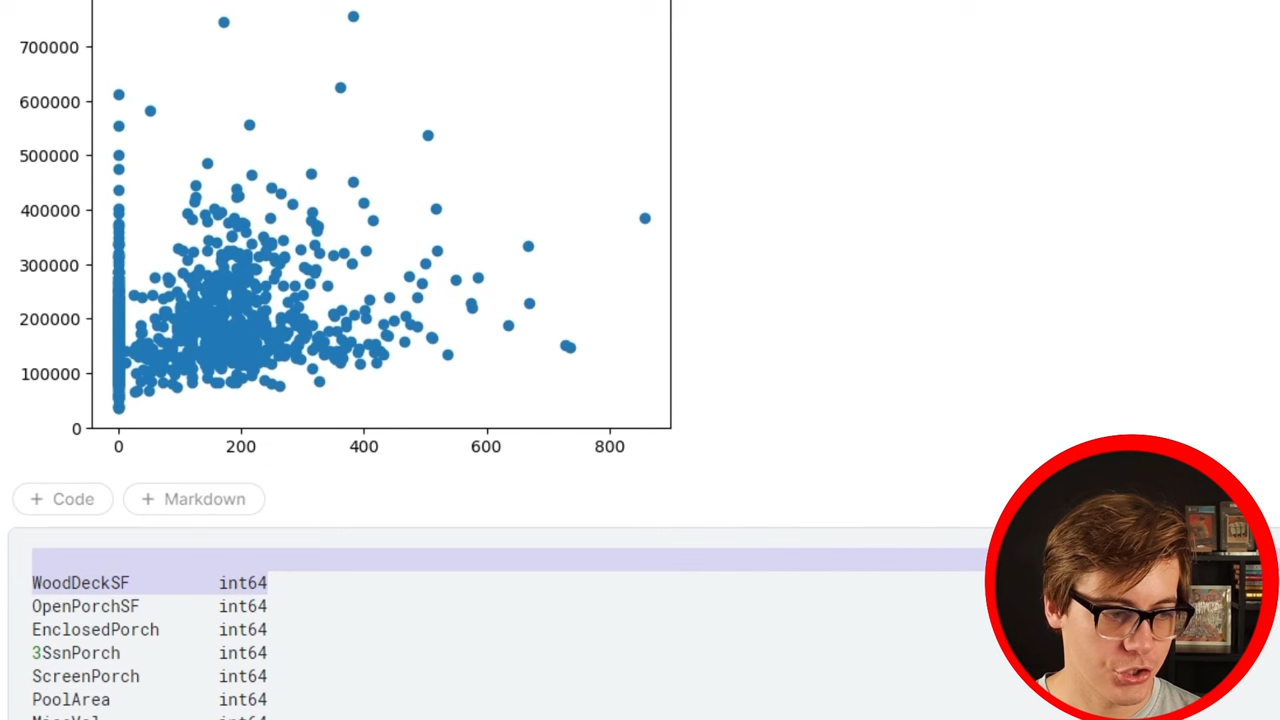 700000
600000
500000
400000
300000
200000
100000
0
0 200 400 600 800
+ Code + Markdown
WoodDeckSF int64
OpenPorchSF int64
EnclosedPorch int64
3SsnPorch int64
ScreenPorch int64
PoolArea int64